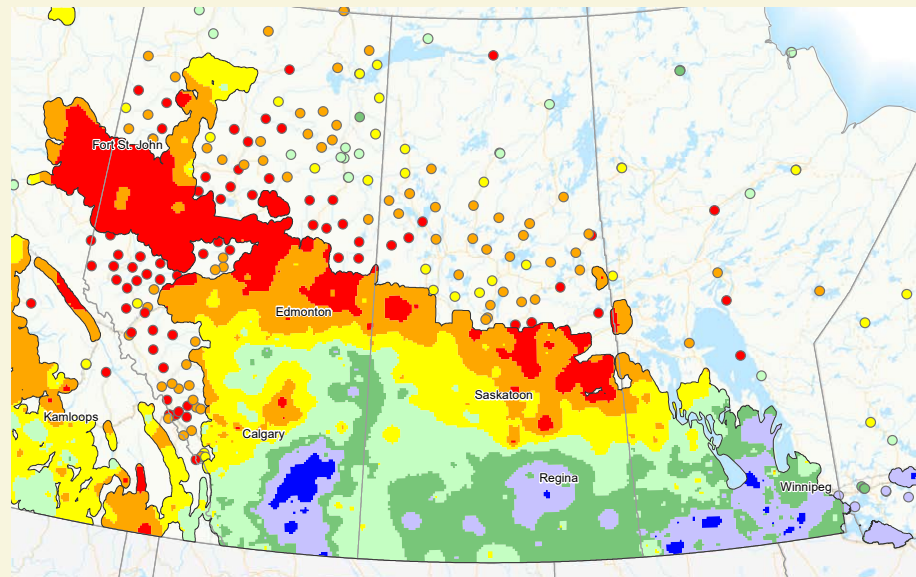 Fort St. John
Edmonton
Saskatoon
Kamloops
Calgary
Regina
Winnipeg